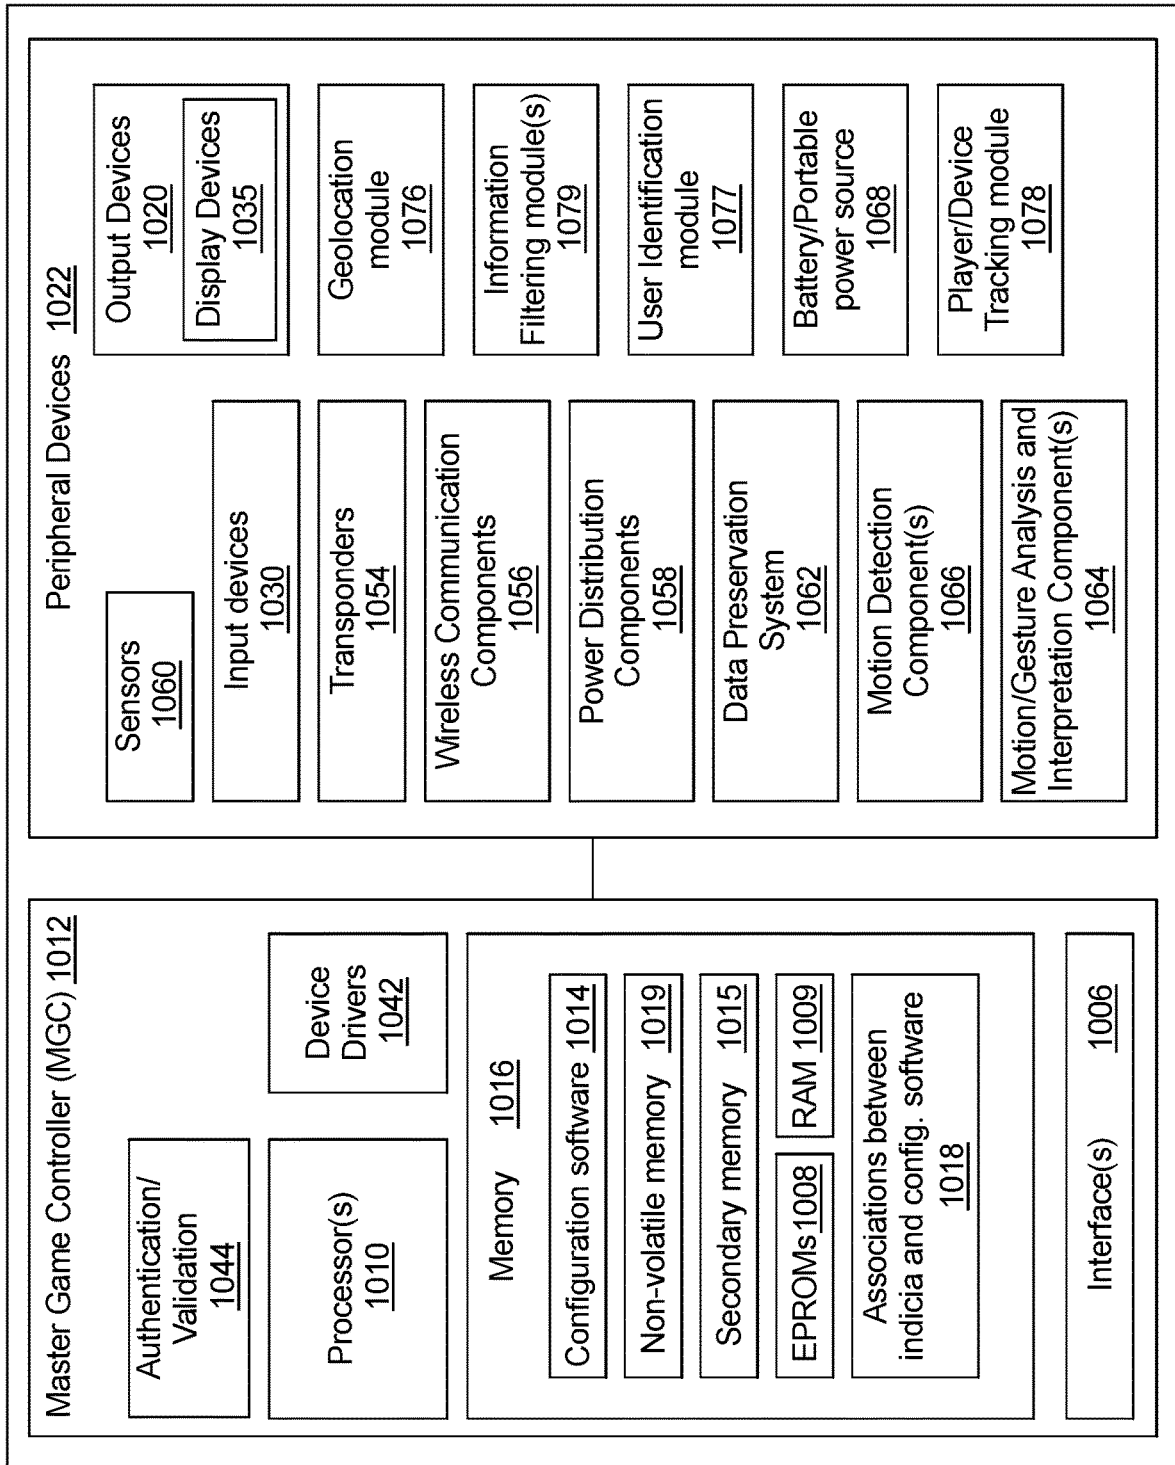 Master Game Controller (MGC) 1012
Authentication/
Validation
1044
Processor(s)
1010
Device
Drivers
1042
Memory 1016
Configuration software 1014
Non-volatile memory 1019
Secondary memory 1015
EPROMs1008
RAM 1009
Associations between
indicia and config. software
1018
Interface(s) 1006
Peripheral Devices 1022
Sensors
1060
Input devices
1030
Transponders
1054
Wireless Communication
Components
1056
Power Distribution
Components
1058
Data Preservation
System
1062
Motion Detection
Component(s)
1066
Motion/Gesture Analysis and
Interpretation Component(s)
1064
Output Devices
1020
Display Devices
1035
Geolocation
module
1076
Information
Filtering module(s)
1079
User Identification
module
1077
Battery/Portable
power source
1068
Player/Device
Tracking module
1078